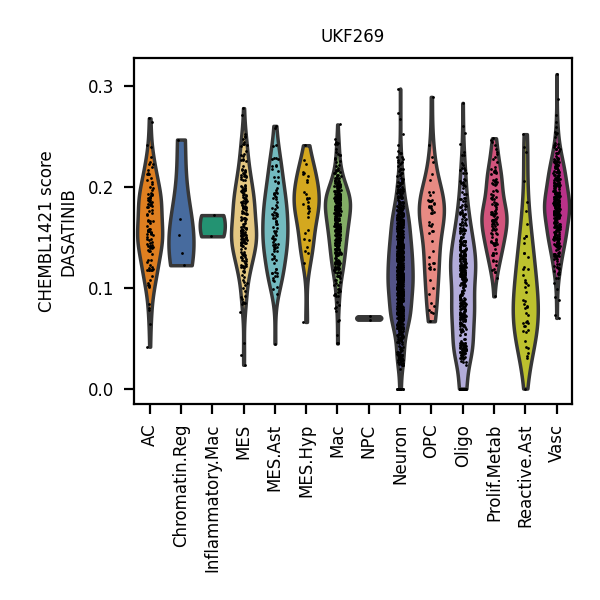 UKF269
CHEMBL1421 score
DASATINIB
0.3
0.2
0.1
0.0
AC
Chromatin.Reg
Inflammatory.Mac
MES
MES.Ast
MES.Hyp
Mac
NPC
Neuron
OPC
Oligo
Prolif.Metab
Reactive.Ast
Vasc